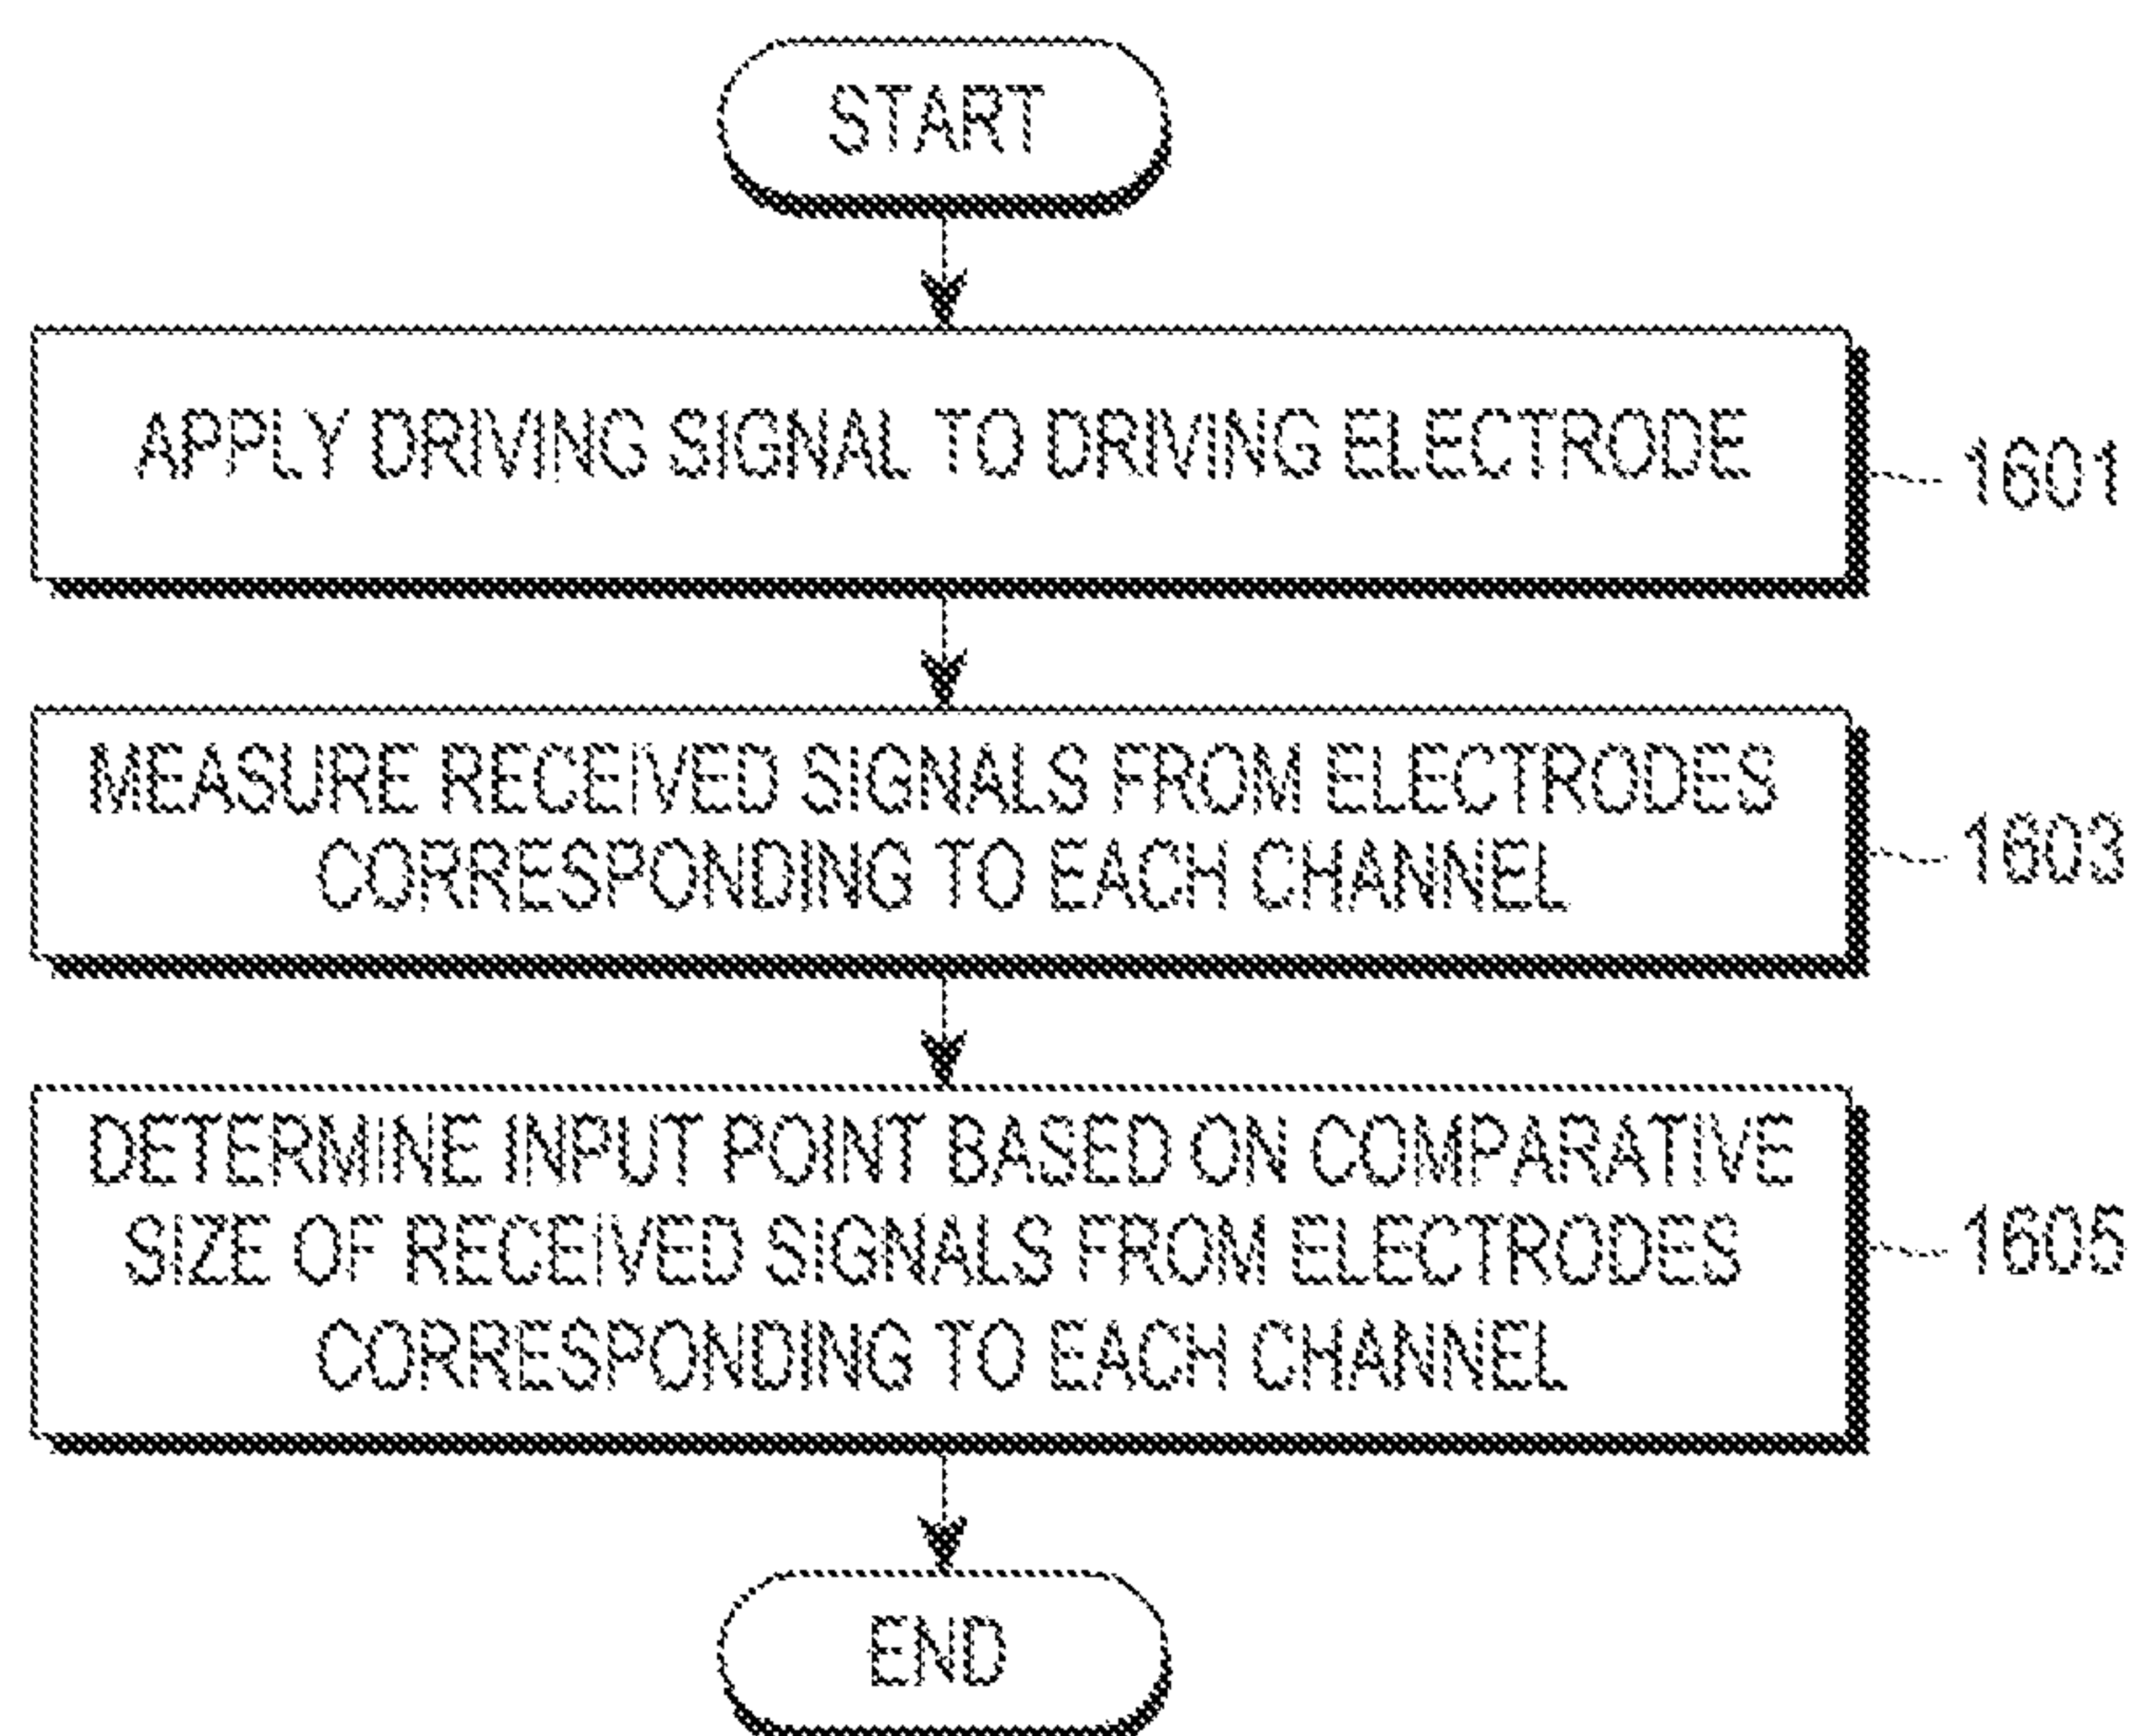 START
APPLY DRIVING SIGNAL TO DRIVING ELECTRODE
1601
MEASURE RECEIVED SIGNALS FROM ELECTRODES
CORRESPONDING TO EACH CHANNEL
1603
DETERMINE INPUT POINT BASED ON COMPARATIVE
SIZE OF RECEIVED SIGNALS FROM ELECTRODES
CORRESPONDING TO EACH CHANNEL
1605
END